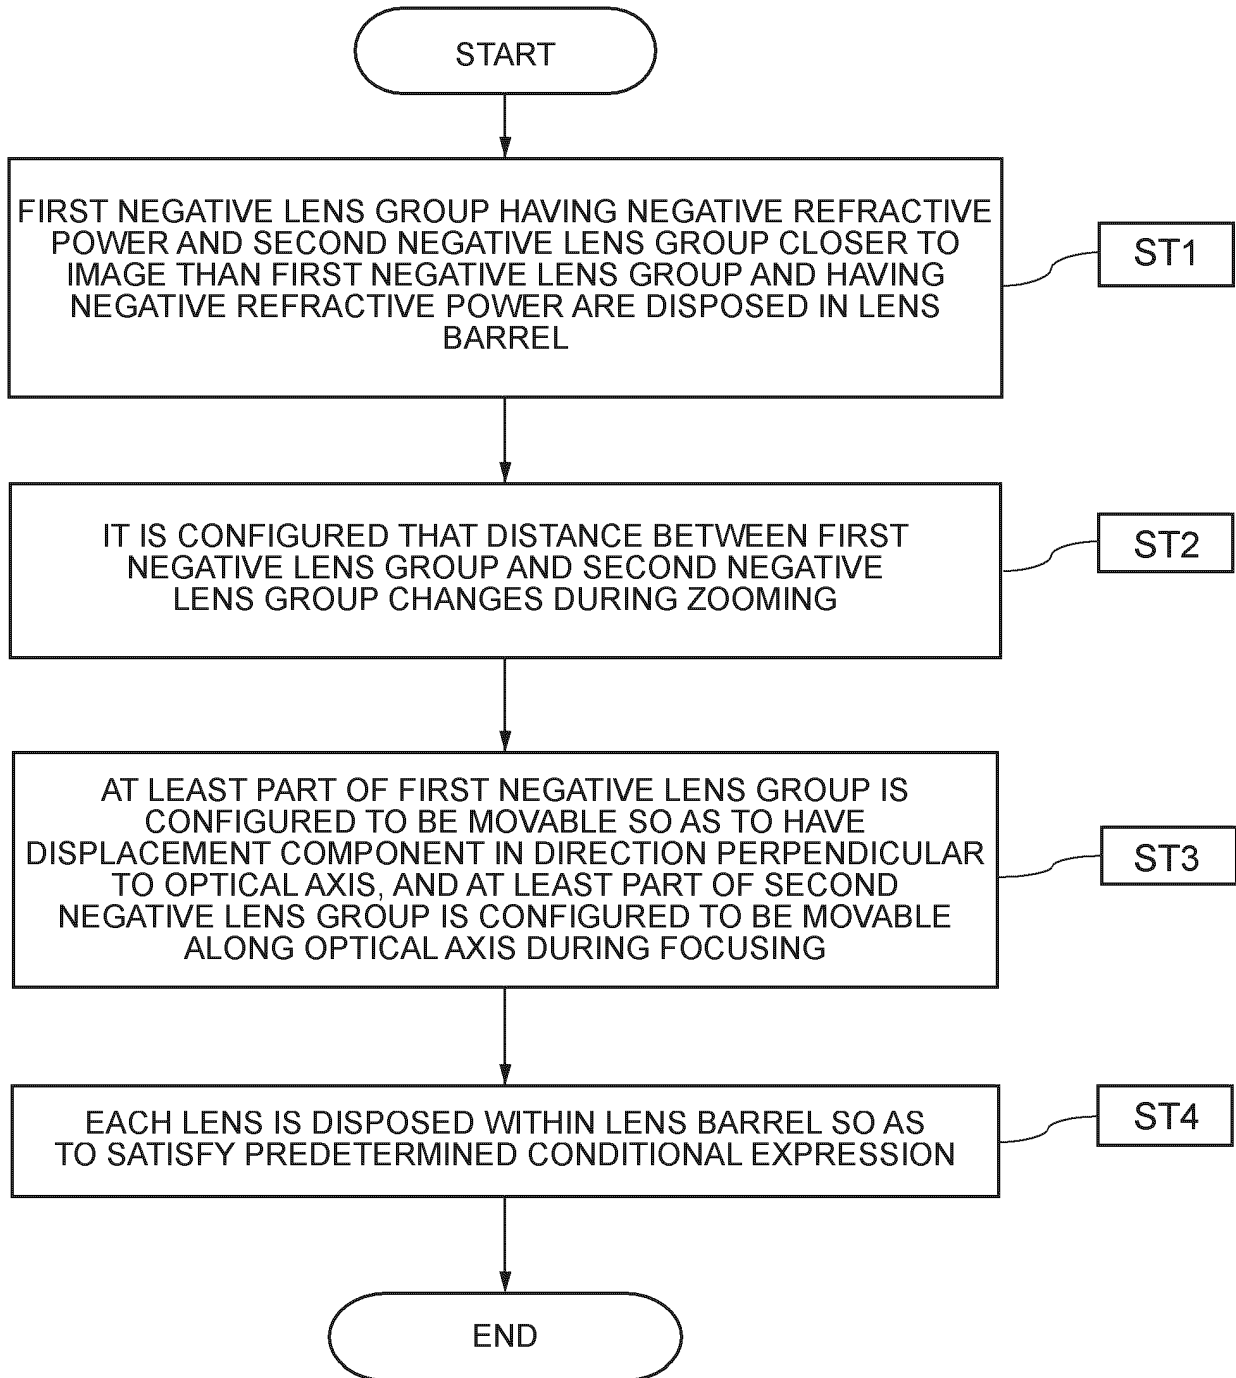 START
FIRST NEGATIVE LENS GROUP HAVING NEGATIVE REFRACTIVE
POWER AND SECOND NEGATIVE LENS GROUP CLOSER TO
IMAGE THAN FIRST NEGATIVE LENS GROUP AND HAVING
NEGATIVE REFRACTIVE POWER ARE DISPOSED IN LENS
BARREL
ST1
IT IS CONFIGURED THAT DISTANCE BETWEEN FIRST
NEGATIVE LENS GROUP AND SECOND NEGATIVE
LENS GROUP CHANGES DURING ZOOMING
ST2
AT LEAST PART OF FIRST NEGATIVE LENS GROUP IS
CONFIGURED TO BE MOVABLE SO AS TO HAVE
DISPLACEMENT COMPONENT IN DIRECTION PERPENDICULAR
TO OPTICAL AXIS, AND AT LEAST PART OF SECOND
NEGATIVE LENS GROUP IS CONFIGURED TO BE MOVABLE
ALONG OPTICAL AXIS DURING FOCUSING
ST3
EACH LENS IS DISPOSED WITHIN LENS BARREL SO AS
TO SATISFY PREDETERMINED CONDITIONAL EXPRESSION
ST4
END